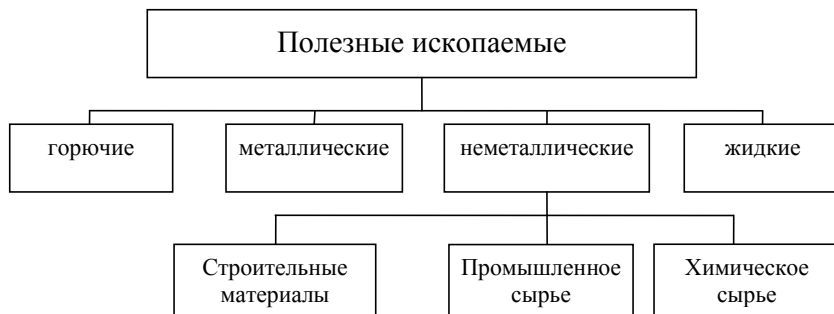 Полезные ископаемые
горючие
металлические
неметаллические
жидкие
Строительные
материалы
Промышленное
сырье
Химическое
сырье